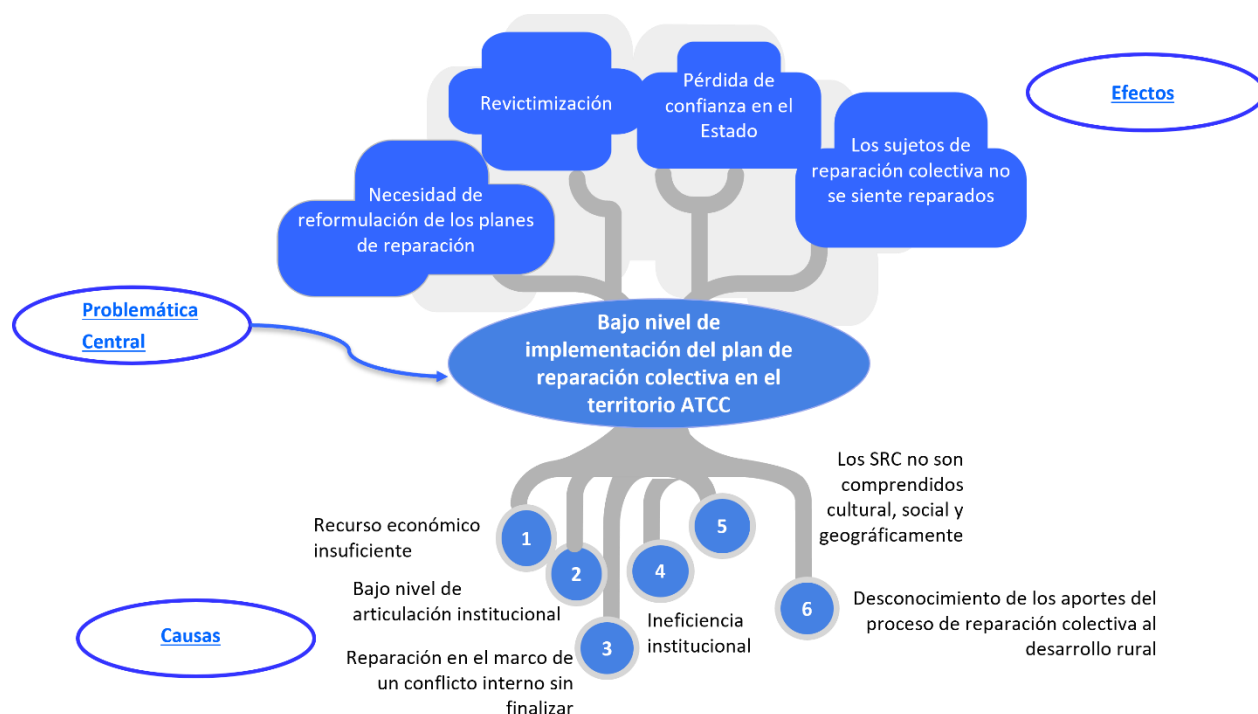 Revictimización
Pérdida de
confianza en el
Estado
Efectos
Necesidad de
reformulación de los planes
de reparación
Los sujetos de
reparación colectiva no
se siente reparados
Problemática
Central
Bajo nivel de
implementación del plan de
reparación colectiva en el
territorio ATCC
Causas
1
Recurso económico
insuficiente
2
Bajo nivel de
articulación institucional
3
Reparación en el marco de
un conflicto interno sin
finalizar
4
Ineficiencia
institucional
5
Los SRC no son
comprendidos
cultural, social y
geográficamente
6
Desconocimiento de los aportes del
proceso de reparación colectiva al
desarrollo rural